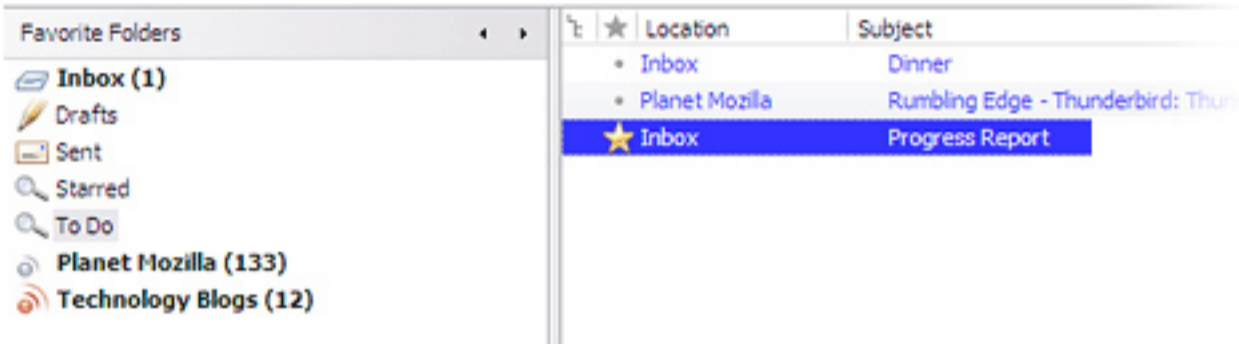 Favorite Folders
Inbox (1)
Drafts
Sent
Starred
To Do
Planet Mozilla (133)
Technology Blogs (12)
Location Subject
Inbox Dinner
Planet Mozilla Rumbling Edge - Thunderbird: Thun
Inbox Progress Report